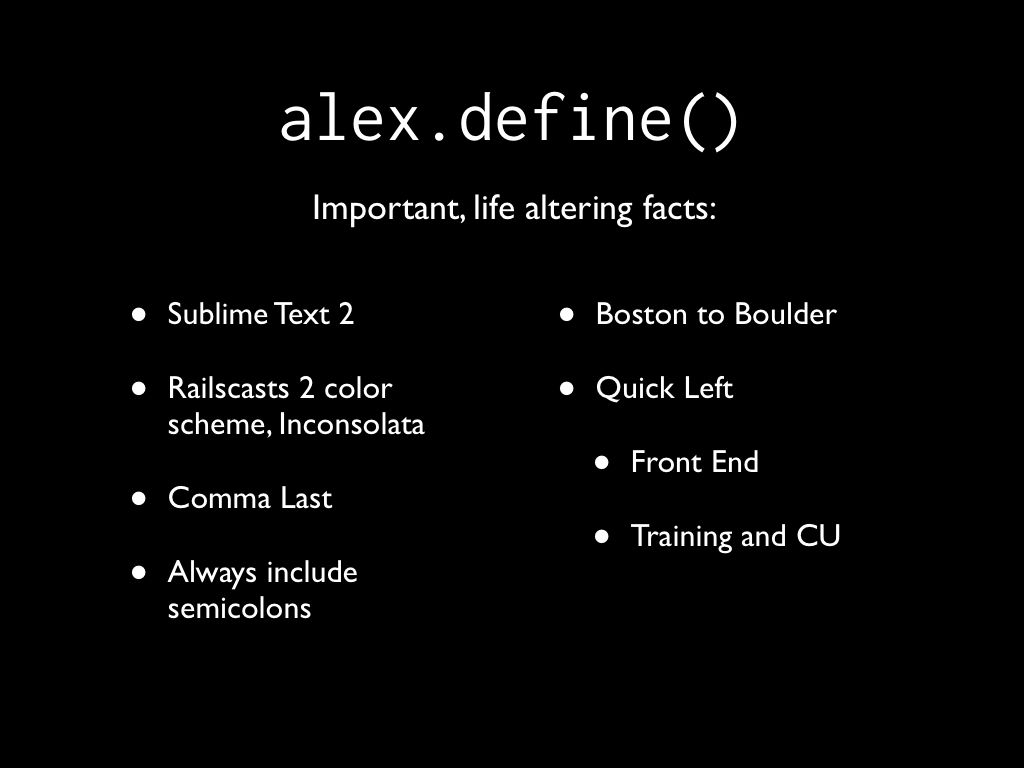 alex.define()
Important, life altering facts:
• Sublime Text 2
• Railscasts 2 color
scheme, Inconsolata
• Comma Last
• Always include
semicolons
• Boston to Boulder
• Quick Left
• Front End
• Training and CU